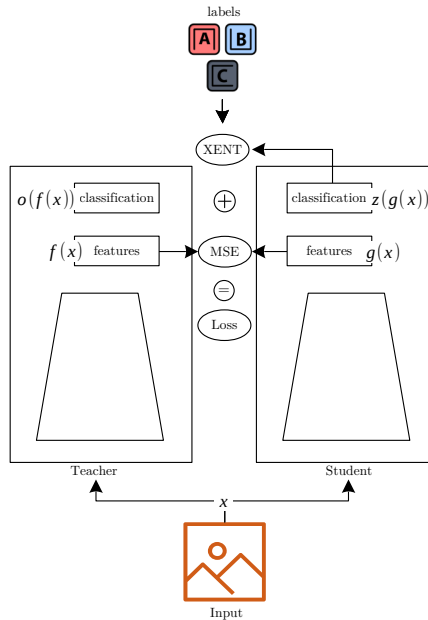 labels
A B
C
XENT
o(f(x)) classification + classification z(g(x))
f(x) features MSE features g(x)
=
Loss
Teacher Student
x
Input